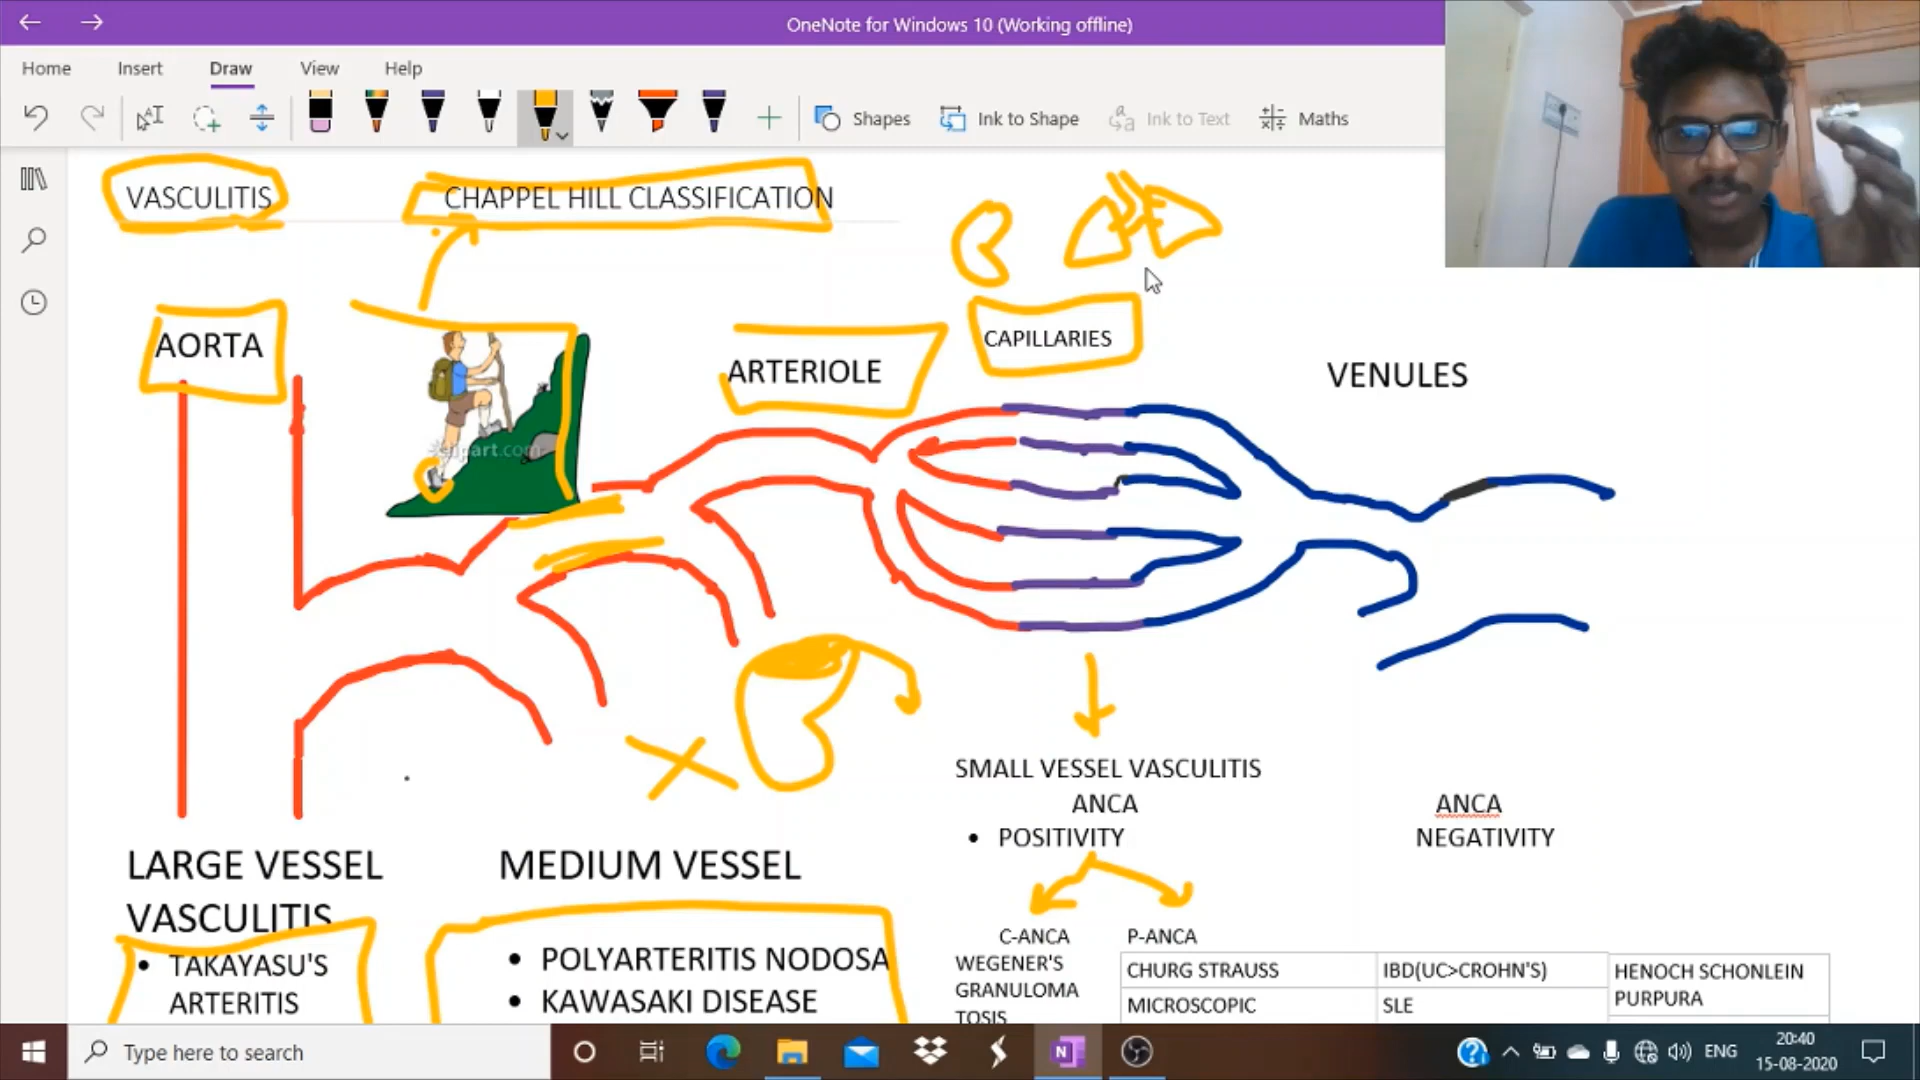 OneNote for Windows 10 (Working offline)
Home Insert Draw View Help
Shapes Ink to Shape Ink to Text Maths
VASCULITIS
CHAPPEL HILL CLASSIFICATION
AORTA
ARTERIOLE
CAPILLARIES
VENULES
clipart.com
SMALL VESSEL VASCULITIS
ANCA
• POSITIVITY
ANCA
NEGATIVITY
LARGE VESSEL
VASCULITIS
• TAKAYASU'S
ARTERITIS
MEDIUM VESSEL
• POLYARTERITIS NODOSA
• KAWASAKI DISEASE
C-ANCA
WEGENER'S
GRANULOMA
TOSIS
P-ANCA
CHURG STRAUSS
MICROSCOPIC
IBD(UC>CROHN'S)
SLE
HENOCH SCHONLEIN
PURPURA
Type here to search
ENG
20:40
15-08-2020